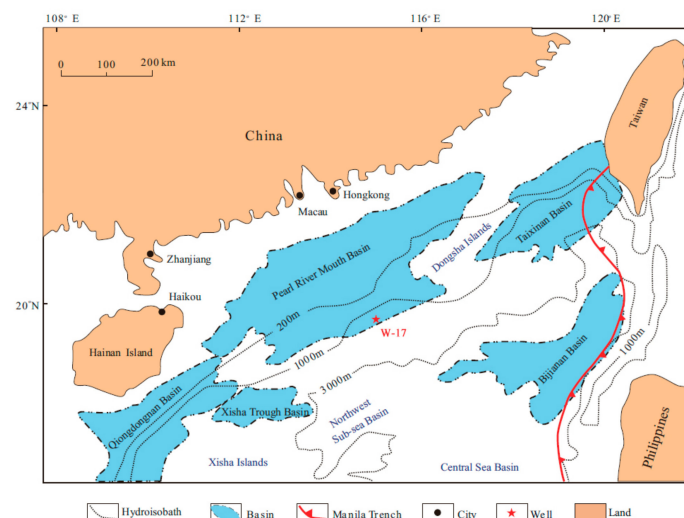 108° E
112° E
116° E
120° E
0
100
200 km
24°N
20°N
China
Taiwan
Hongkong
Macau
Zhanjiang
Haikou
Hainan Island
Pearl River Mouth Basin
Dongsha Islands
Taixinan Basin
200m
W-17
1000m
3000m
1000m
Bijianan Basin
Qiongdongnan Basin
Xisha Trough Basin
Northwest
Sub-sea Basin
Xisha Islands
Central Sea Basin
Philippines
Hydroisobath
Basin
Manila Trench
City
Well
Land